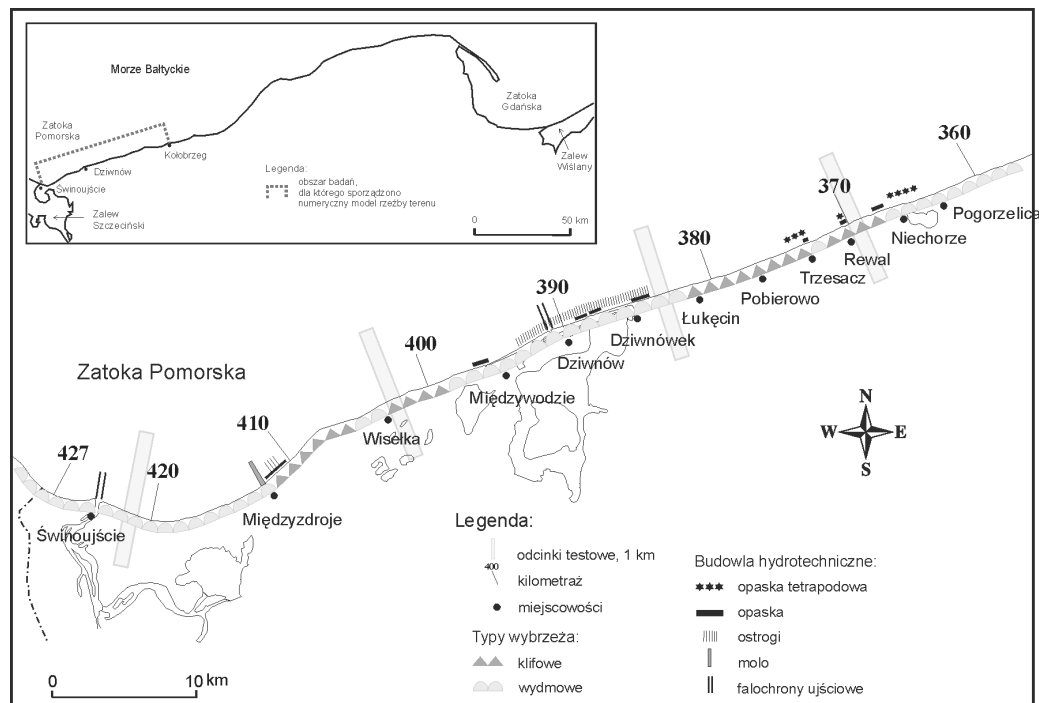 Morze Bałtyckie
Zatoka
Gdańska
Zatoka
Pomorska
Kołobrzeg
Dziwnów
Zalew
Wiślany
Świnoujście
Zalew
Szczeciński
Legenda:
obszar badań,
dla którego sporządzono
numeryczny model rzeźby terenu
0 50 km
360
370
Pogorzelica
Niechorze
380
Rewal
Trzesacz
Pobierowo
390
Łukęcin
Dziwnówek
Dziwnów
400
Międzywodzie
Zatoka Pomorska
Wisełka
410
N
W E
S
427
420
Międzyzdroje
Świnoujście
Legenda:
odcinki testowe, 1 km
400
kilometraż
miejscowości
Typy wybrzeża:
klifowe
wydmowe
Budowla hydrotechniczne:
opaska tetrapodowa
opaska
ostrogi
molo
falochrony ujściowe
0 10 km